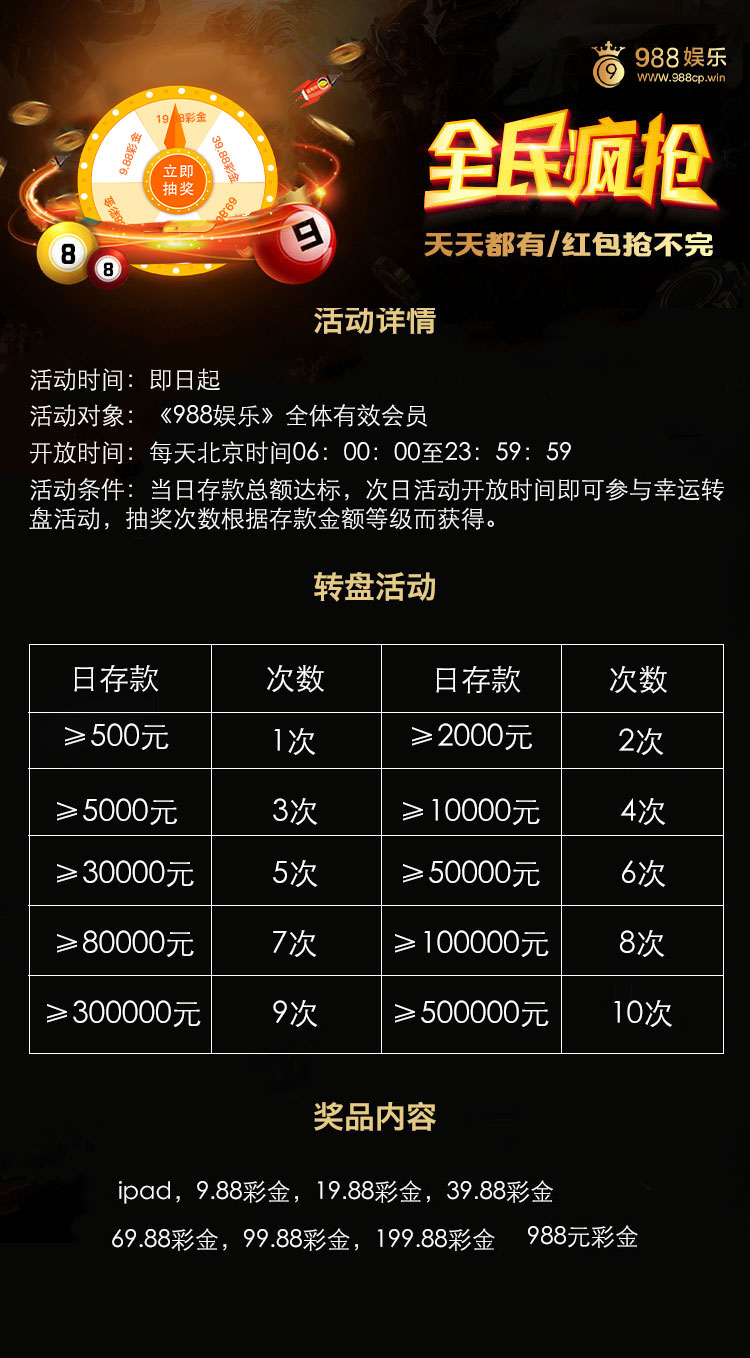 988娱乐
www.988cp.win
19.88彩金
9.88彩金
39.88彩金
立即
抽奖
8
8
9
全民疯抢
天天都有/红包抢不完
活动详情
活动时间：即日起
活动对象：《988娱乐》全体有效会员
开放时间：每天北京时间06：00：00至23：59：59
活动条件：当日存款总额达标，次日活动开放时间即可参与幸运转
盘活动，抽奖次数根据存款金额等级而获得。
转盘活动
日存款 次数 日存款 次数
≥500元 1次 ≥2000元 2次
≥5000元 3次 ≥10000元 4次
≥30000元 5次 ≥50000元 6次
≥80000元 7次 ≥100000元 8次
≥300000元 9次 ≥500000元 10次
奖品内容
ipad，9.88彩金，19.88彩金，39.88彩金
69.88彩金，99.88彩金，199.88彩金 988元彩金